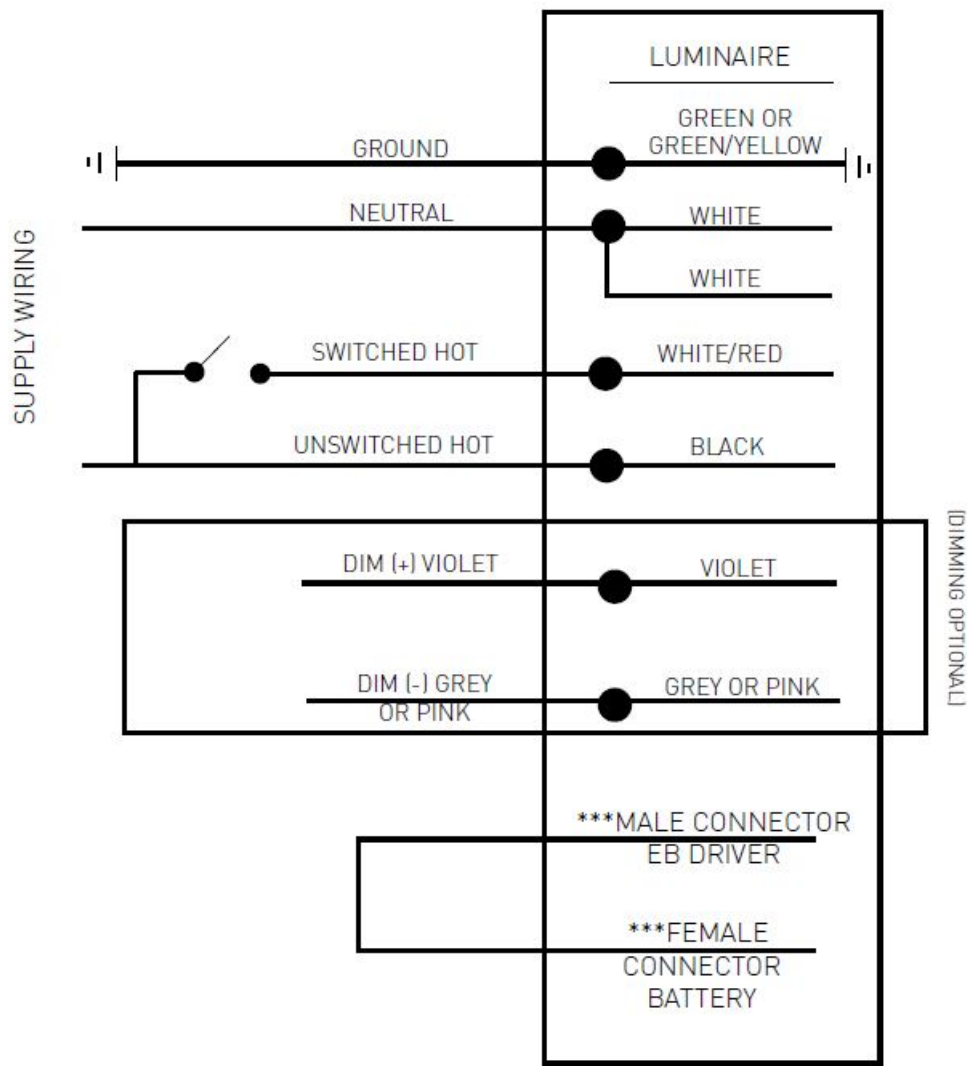 LUMINAIRE
GROUND
GREEN OR
GREEN/YELLOW
NEUTRAL
WHITE
WHITE
SUPPLY WIRING
SWITCHED HOT
WHITE/RED
UNSWITCHED HOT
BLACK
DIM (+) VIOLET
VIOLET
(DIMMING OPTIONAL)
DIM (-) GREY
OR PINK
GREY OR PINK
***MALE CONNECTOR
EB DRIVER
***FEMALE
CONNECTOR
BATTERY